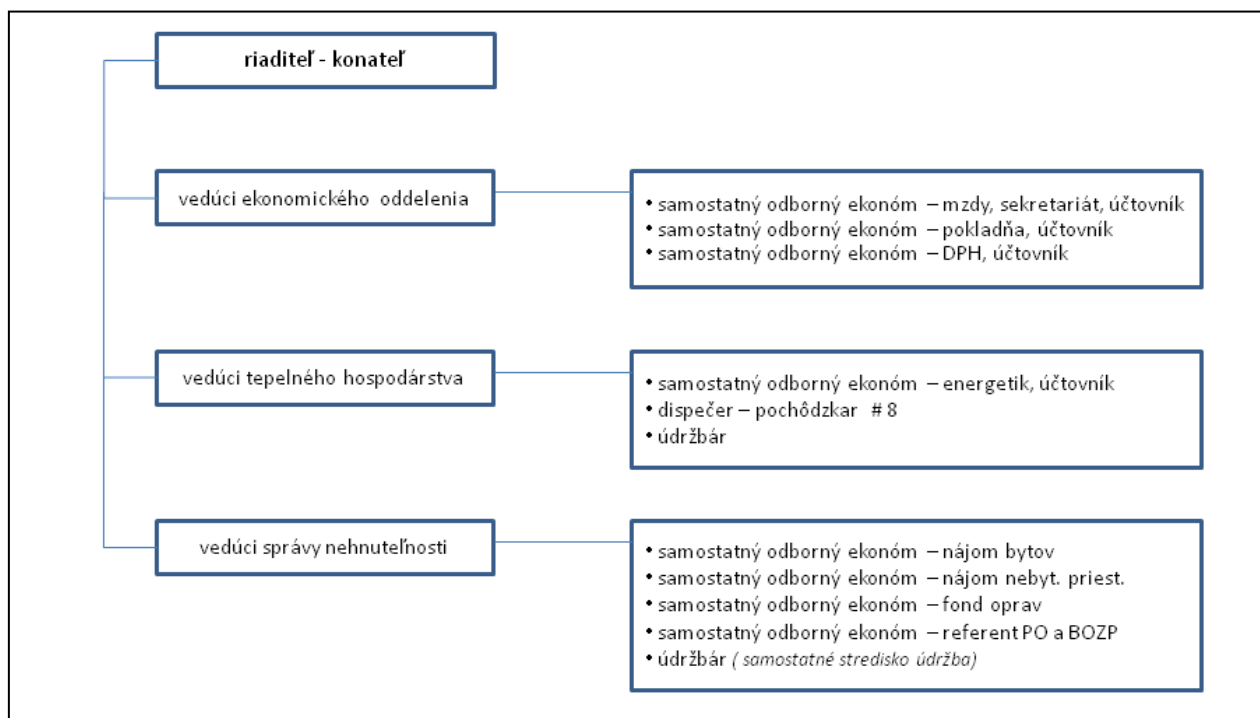 riaditeľ - konateľ
vedúci ekonomického oddelenia
• samostatný odborný ekonóm – mzdy, sekretariát, účtovník
• samostatný odborný ekonóm – pokladňa, účtovník
• samostatný odborný ekonóm – DPH, účtovník
vedúci tepelného hospodárstva
• samostatný odborný ekonóm – energetik, účtovník
• dispečer – pochôdzkar # 8
• údržbár
vedúci správy nehnuteľnosti
• samostatný odborný ekonóm – nájom bytov
• samostatný odborný ekonóm – nájom nebyt. priest.
• samostatný odborný ekonóm – fond oprav
• samostatný odborný ekonóm – referent PO a BOZP
• údržbár ( samostatné stredisko údržba)